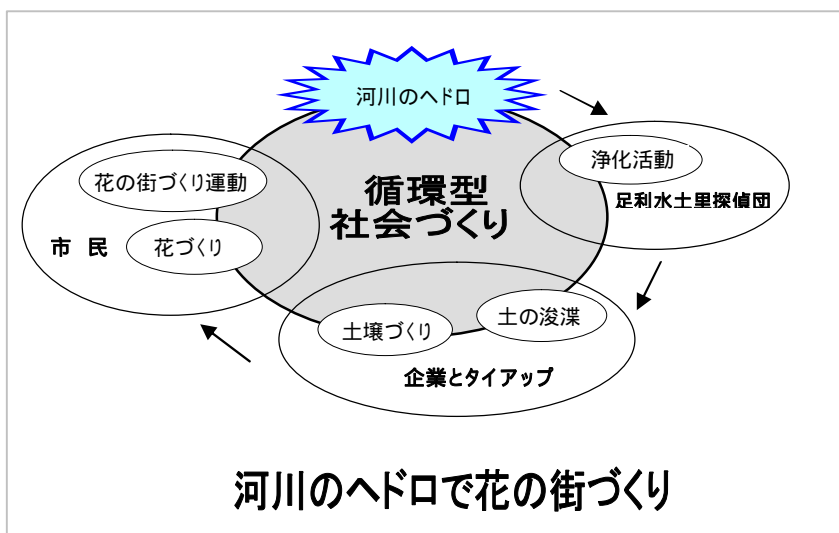 河川のヘドロ
浄化活動
足利水土里探偵団
循環型
社会づくり
花の街づくり運動
花づくり
市 民
土の浚渫
土壌づくり
企業とタイアップ
河川のヘドロで花の街づくり